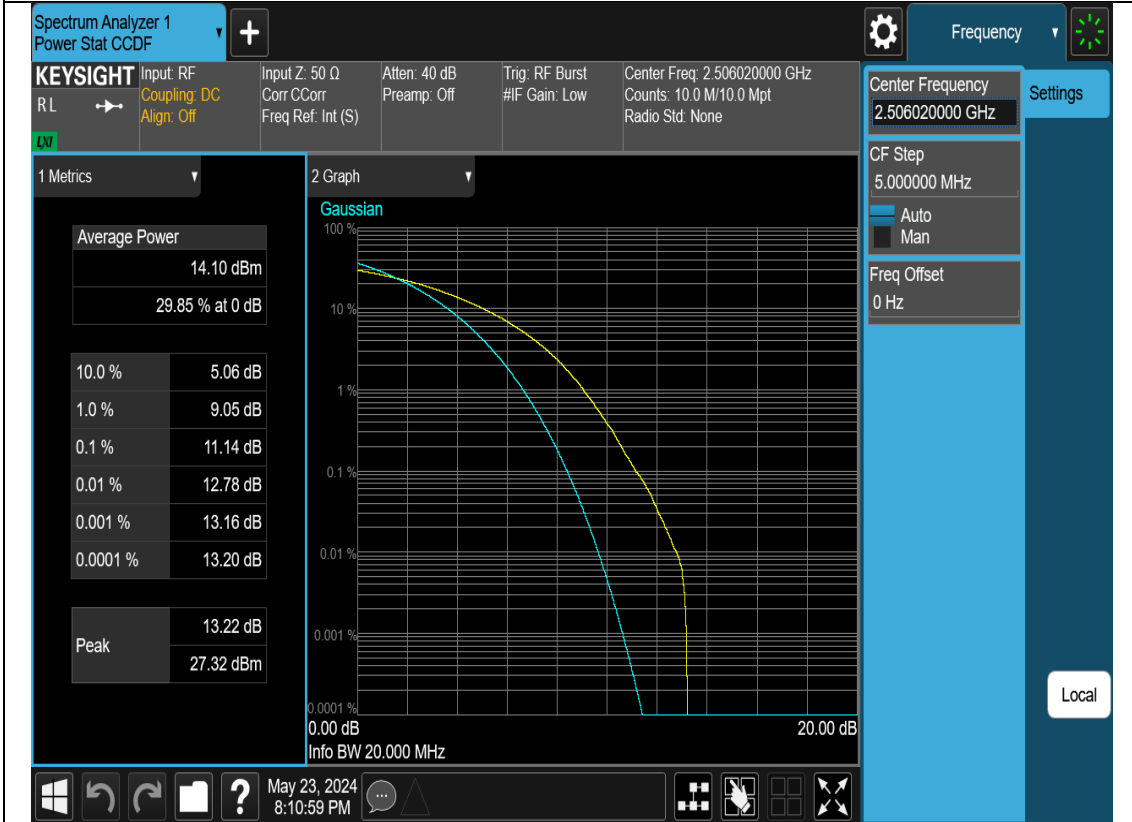 Spectrum Analyzer 1
Power Stat CCDF
+
Frequency
KEYSIGHT
RL
LXI
Input: RF
Coupling: DC
Align: Off
Input Z: 50 Ω
Corr CCorr
Freq Ref: Int (S)
Atten: 40 dB
Preamp: Off
Trig: RF Burst
#IF Gain: Low
Center Freq: 2.506020000 GHz
Counts: 10.0 M/10.0 Mpt
Radio Std: None
Center Frequency
2.506020000 GHz
Settings
CF Step
5.000000 MHz
Auto
Man
Freq Offset
0 Hz
1 Metrics
Average Power
14.10 dBm
29.85 % at 0 dB
10.0 % 5.06 dB
1.0 % 9.05 dB
0.1 % 11.14 dB
0.01 % 12.78 dB
0.001 % 13.16 dB
0.0001 % 13.20 dB
Peak
13.22 dB
27.32 dBm
2 Graph
Gaussian
100 %
10 %
1 %
0.1 %
0.01 %
0.001 %
0.0001 %
0.00 dB 20.00 dB
Info BW 20.000 MHz
Local
?
May 23, 2024
8:10:59 PM